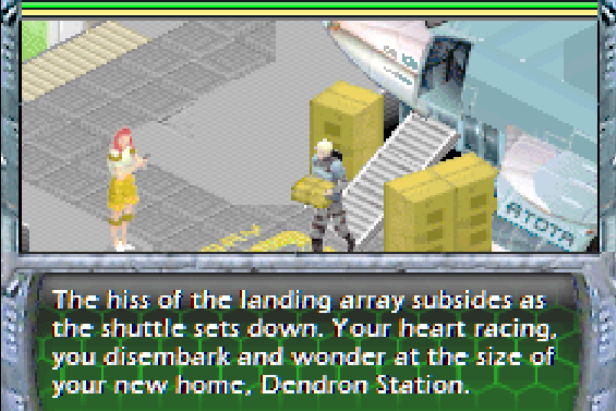 ATOTA
The hiss of the landing array subsides as
the shuttle sets down. Your heart racing,
you disembark and wonder at the size of
your new home, Dendron Station.